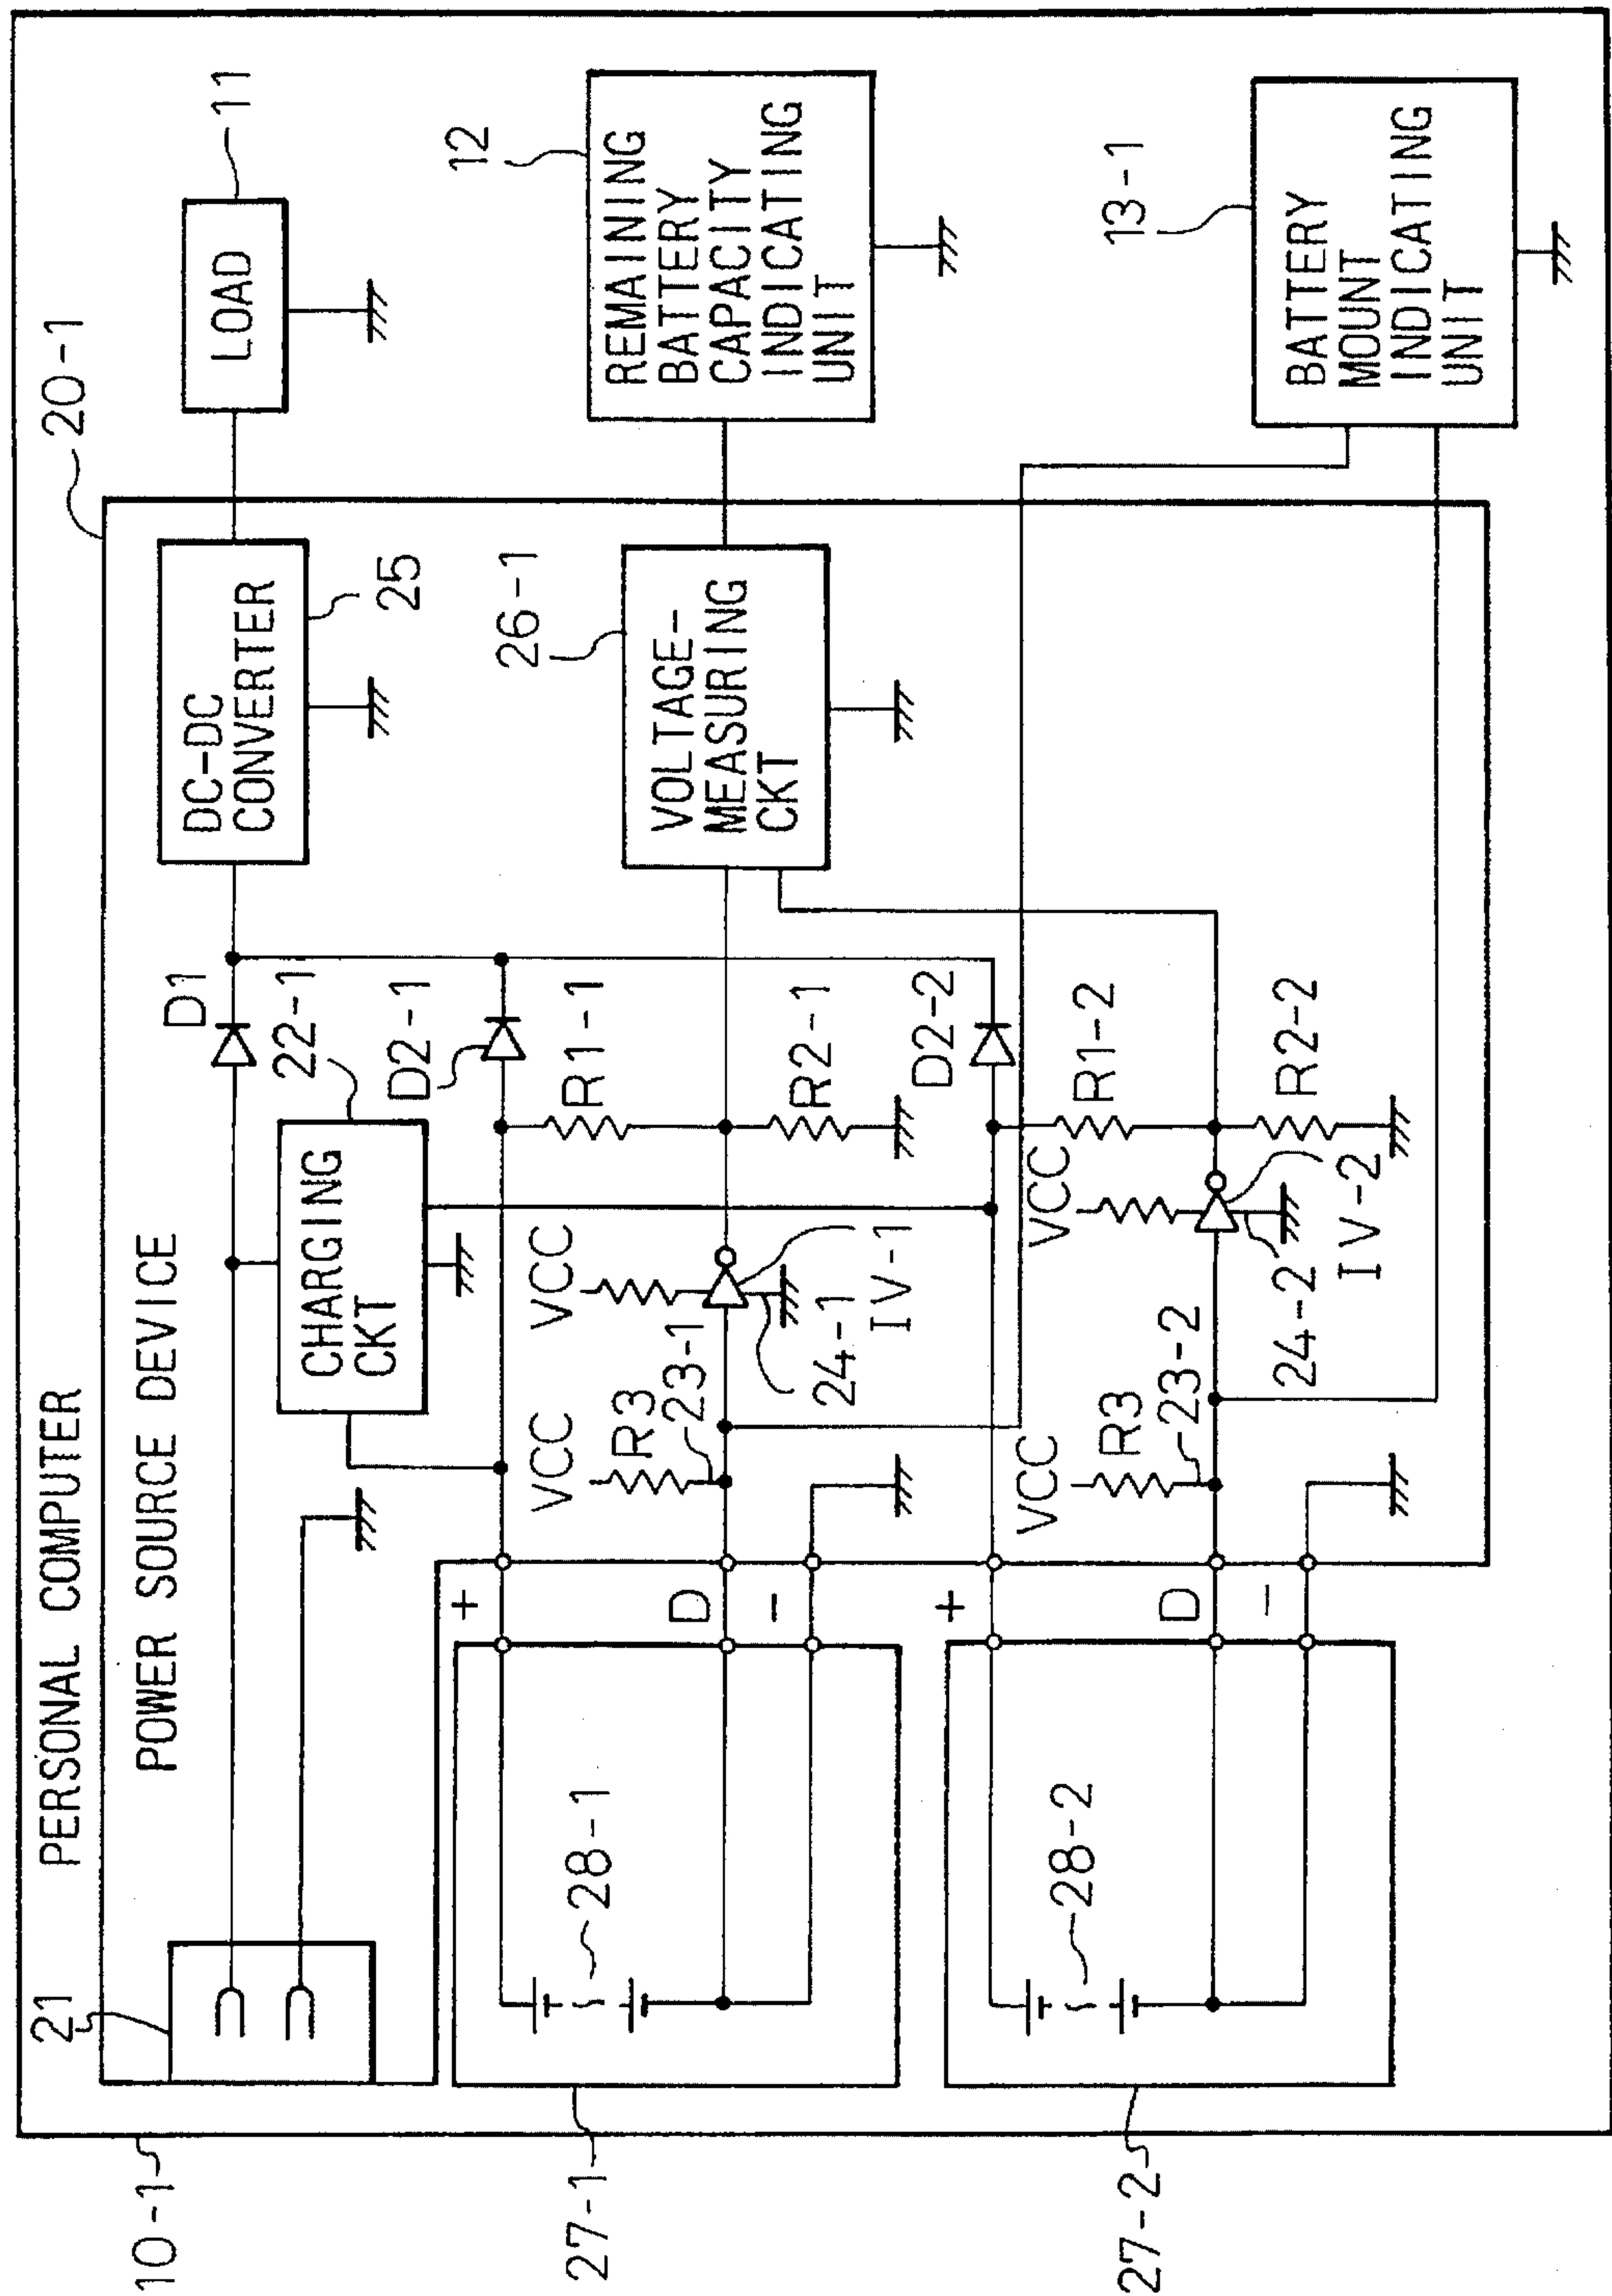 10-1
PERSONAL COMPUTER
20-1
POWER SOURCE DEVICE
21
D1
DC-DC
CONVERTER
25
LOAD
11
CHARGING
CKT
22-1
D2-1
27-1
28-1
+
D
-
VCC
R3
23-1
VCC
24-1
IV-1
R1-1
R2-1
26-1
VOLTAGE-
MEASURING
CKT
12
REMAINING
BATTERY
CAPACITY
INDICATING
UNIT
27-2
28-2
+
D
-
VCC
R3
23-2
VCC
24-2
IV-2
D2-2
R1-2
R2-2
13-1
BATTERY
MOUNT
INDICATING
UNIT